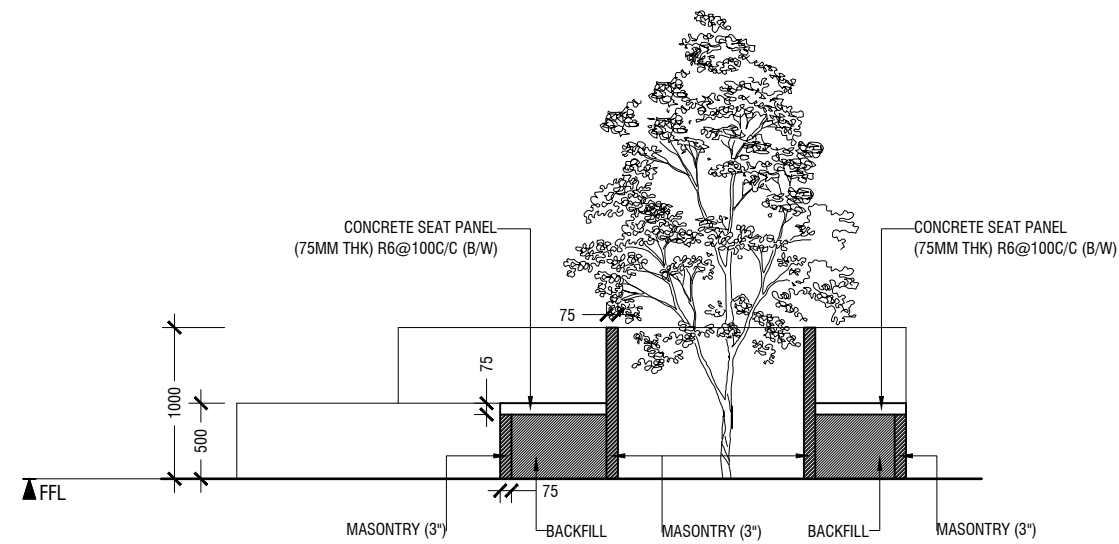 CONCRETE SEAT PANEL
(75MM THK) R6@100C/C (B/W)
CONCRETE SEAT PANEL
(75MM THK) R6@100C/C (B/W)
75
75
1000
500
FFL
75
MASONTRY (3")
BACKFILL
MASONTRY (3")
BACKFILL
MASONTRY (3")